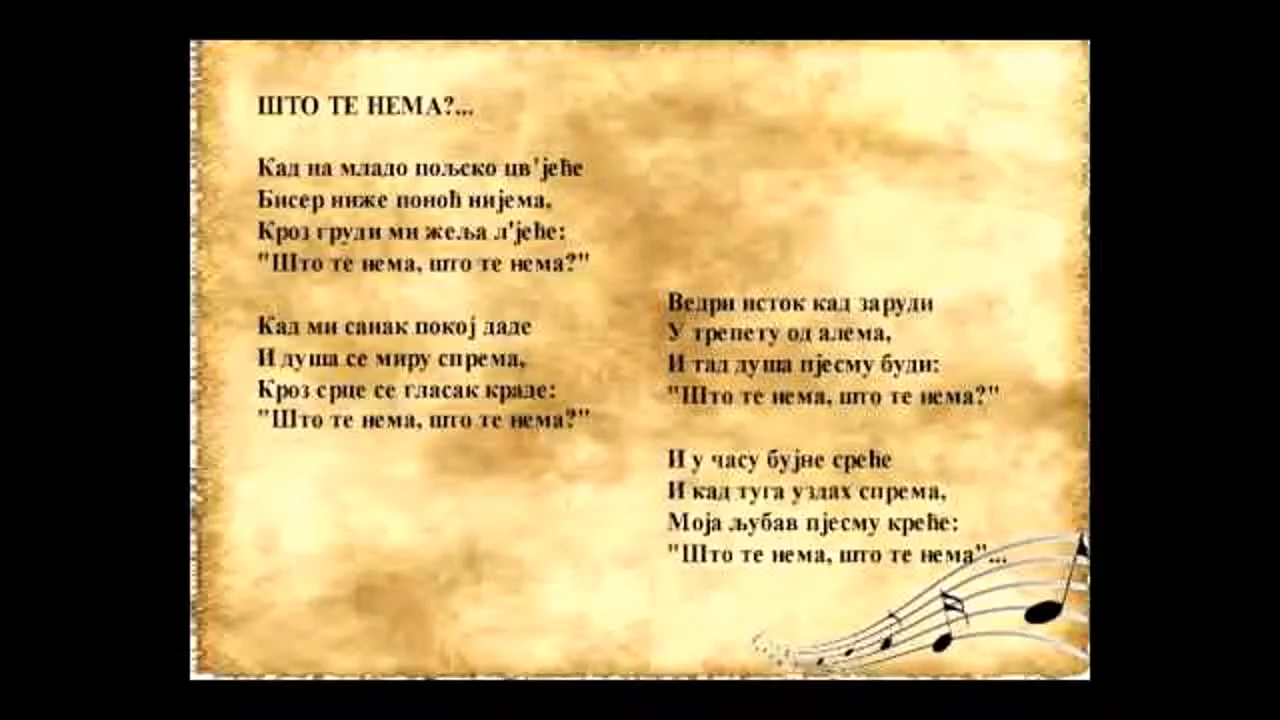 ШТО ТЕ НЕМА?...
Кад на младо пољско цв'јеће
Бисер ниже поноћ нијема,
Кроз груди ми жеља л'јеће:
"Што те нема, што те нема?"
Кад ми санак покој даде
И душа се миру спрема,
Кроз срце се гласак краде:
"Што те нема, што те нема?"
Ведри исток кад заруди
У трепету од алема,
И тад душа пјесму буди:
"Што те нема, што те нема?"
И у часу бујне среће
И кад туга уздах спрема,
Моја љубав пјесму креће:
"Што те нема, што те нема"...